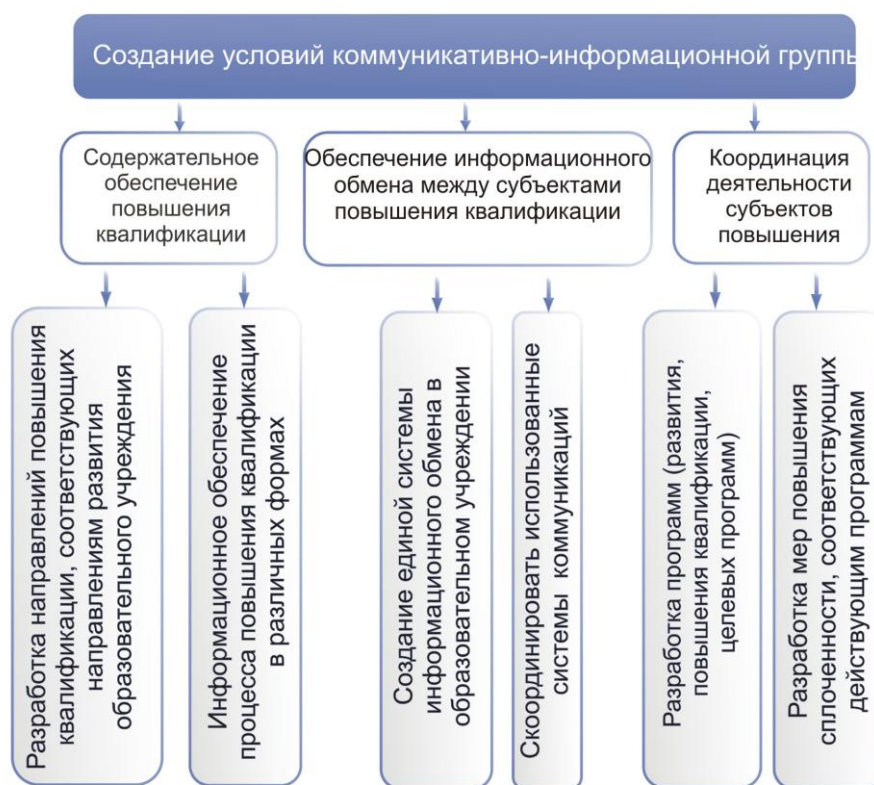 Создание условий коммуникативно-информационной группы
Содержательное
обеспечение
повышения
квалификации
Обеспечение информационного
обмена между субъектами
повышения квалификации
Координация
деятельности
субъектов
повышения
Разработка направлений повышения
квалификации, соответствующих
направлениям развития
образовательного учреждения
Информационное обеспечение
процесса повышения квалификации
в различных формах
Создание единой системы
информационного обмена в
образовательном учреждении
Скоординировать использованные
системы коммуникаций
Разработка программ (развития,
повышения квалификации,
целевых программ)
Разработка мер повышения
сплоченности, соответствующих
действующим программам